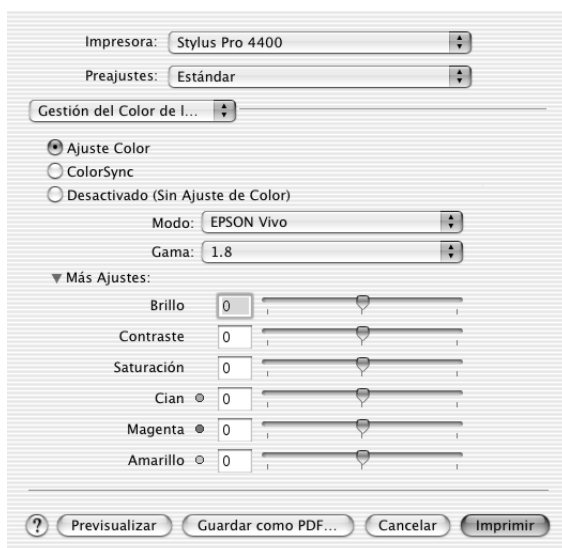 Impresora: Stylus Pro 4400
Preajustes: Estándar
Gestión del Color de l...
Ajuste Color
ColorSync
Desactivado (Sin Ajuste de Color)
Modo: EPSON Vivo
Gama: 1.8
Más Ajustes:
Brillo 0
Contraste 0
Saturación 0
Cian 0
Magenta 0
Amarillo 0
? Previsualizar Guardar como PDF... Cancelar Imprimir